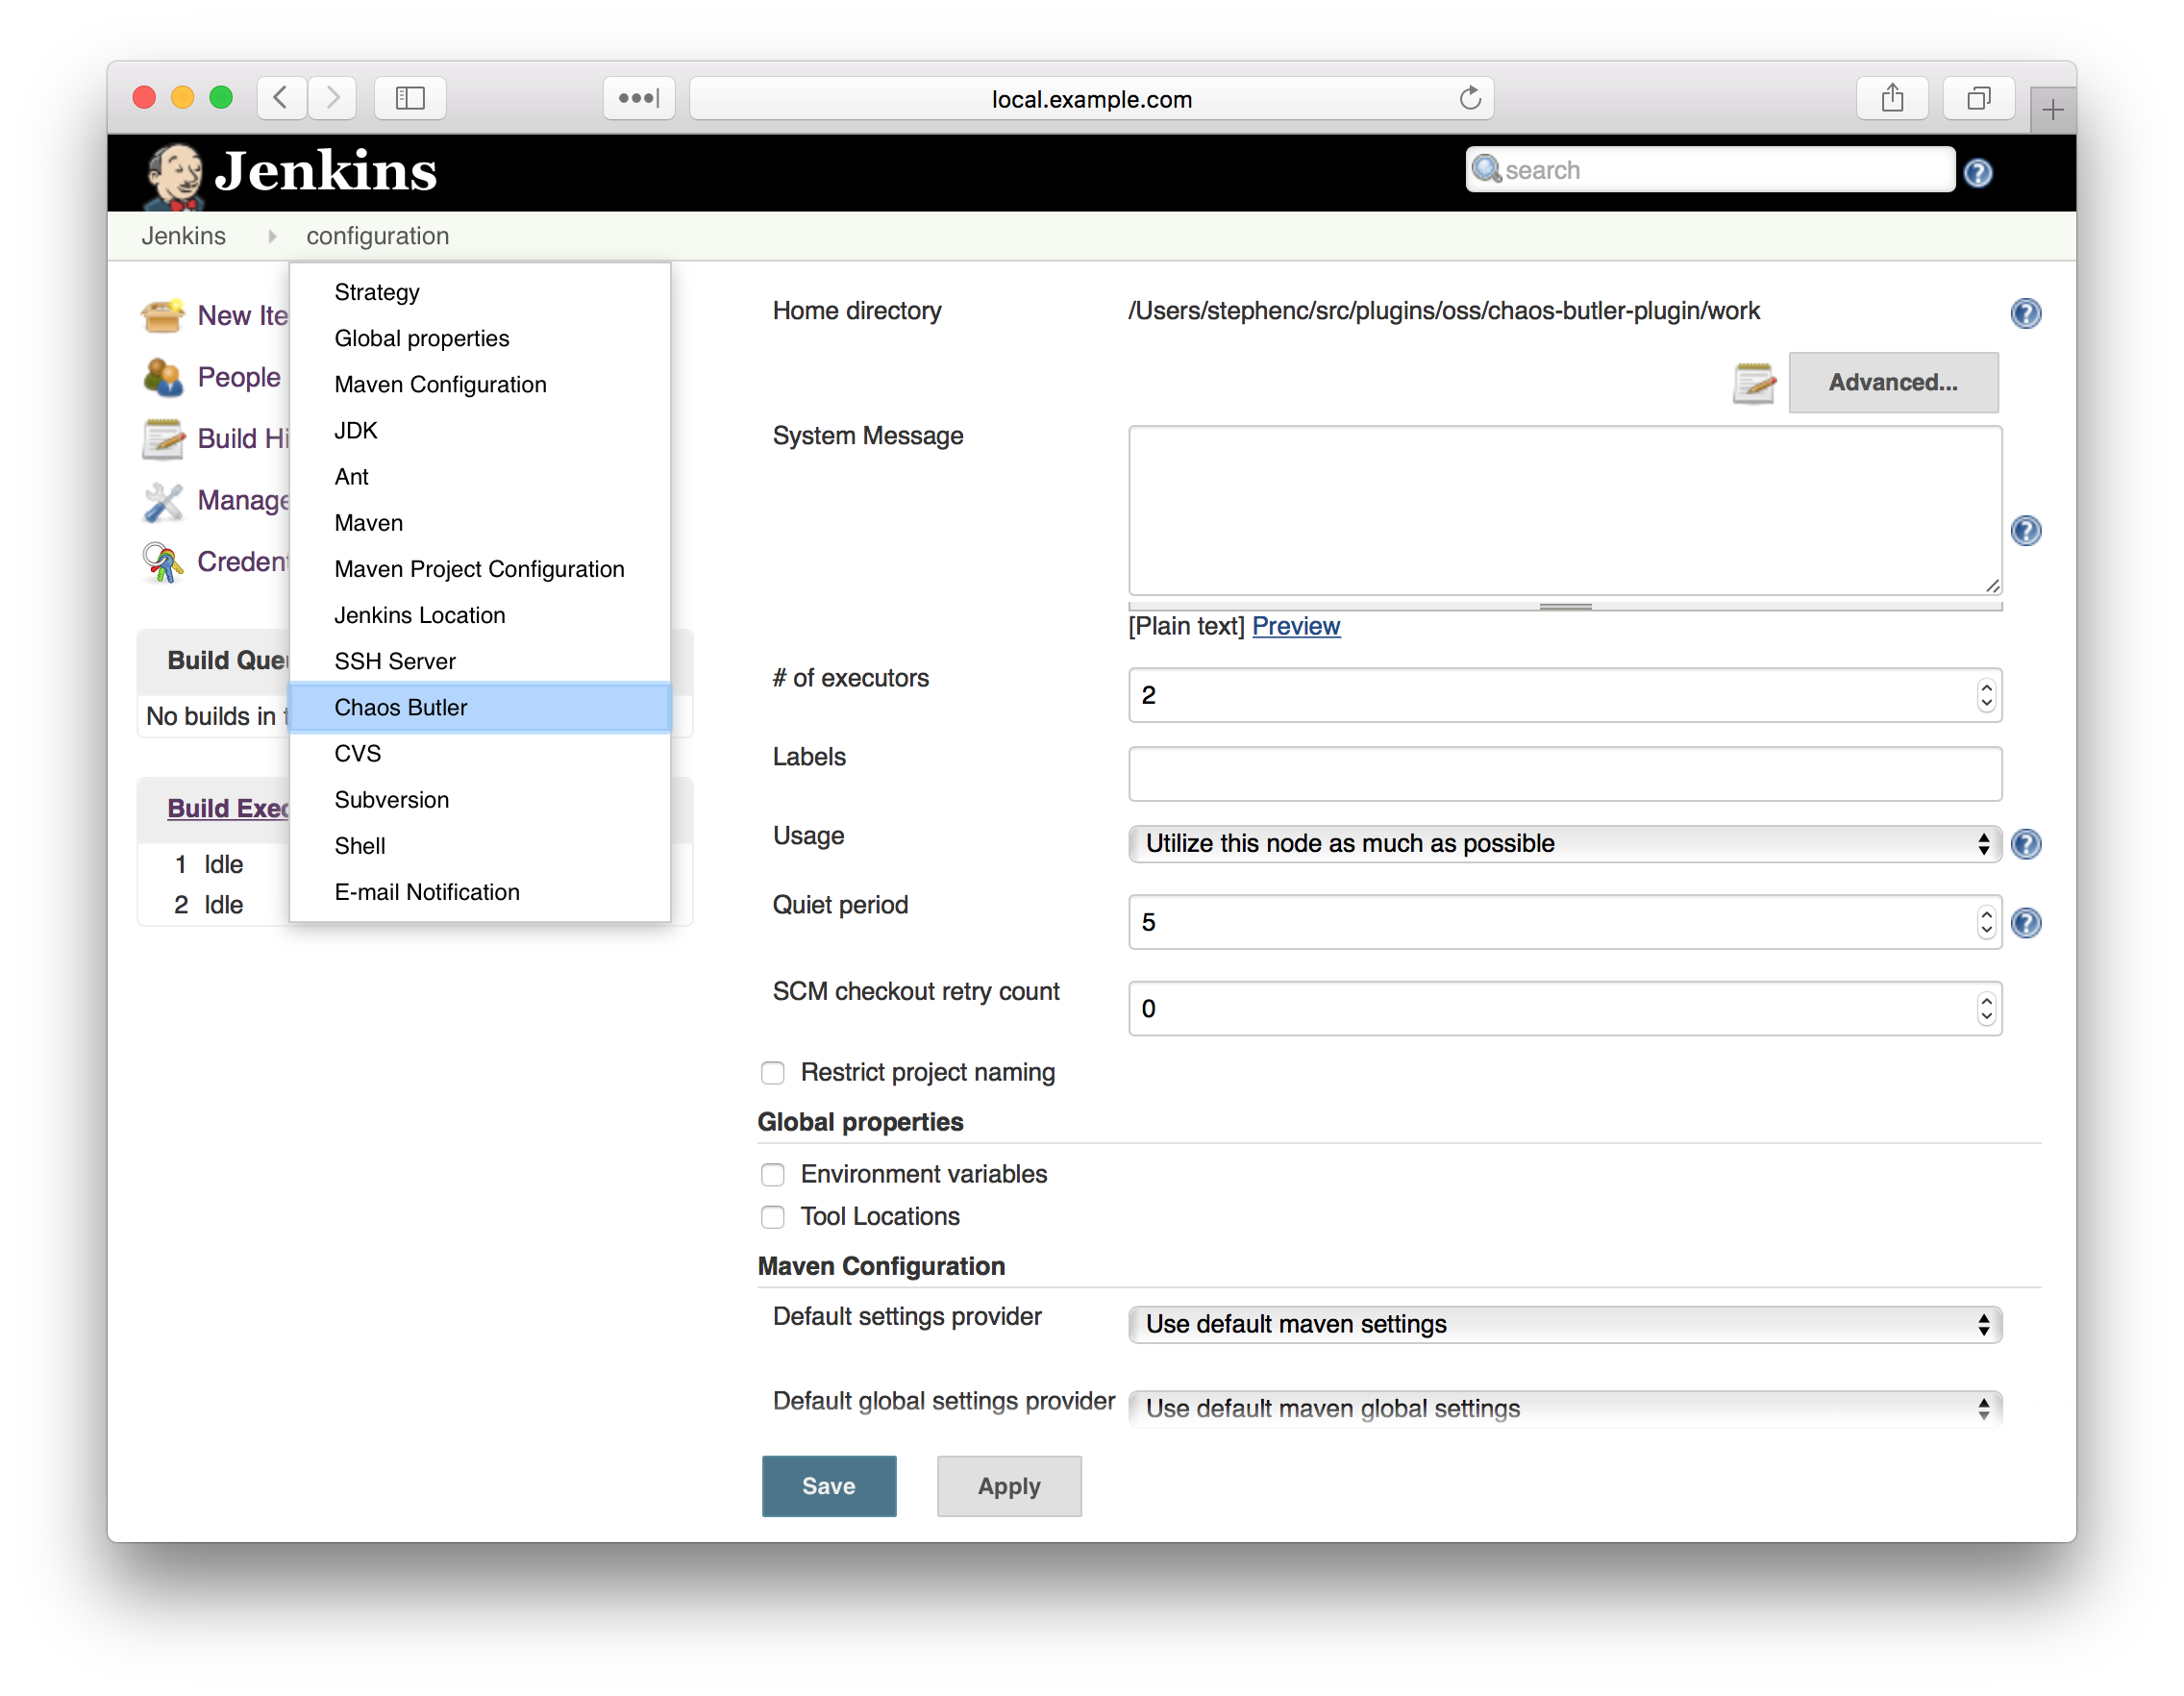 local.example.com
Jenkins
search
Jenkins
configuration
New Ite
People
Build Hi
Manage
Creden
Build Que
No builds in t
Build Exec
1 Idle
2 Idle
Strategy
Global properties
Maven Configuration
JDK
Ant
Maven
Maven Project Configuration
Jenkins Location
SSH Server
Chaos Butler
CVS
Subversion
Shell
E-mail Notification
Home directory /Users/stephenc/src/plugins/oss/chaos-butler-plugin/work
Advanced...
System Message
[Plain text] Preview
# of executors 2
Labels
Usage Utilize this node as much as possible
Quiet period 5
SCM checkout retry count 0
Restrict project naming
Global properties
Environment variables
Tool Locations
Maven Configuration
Default settings provider Use default maven settings
Default global settings provider Use default maven global settings
Save Apply